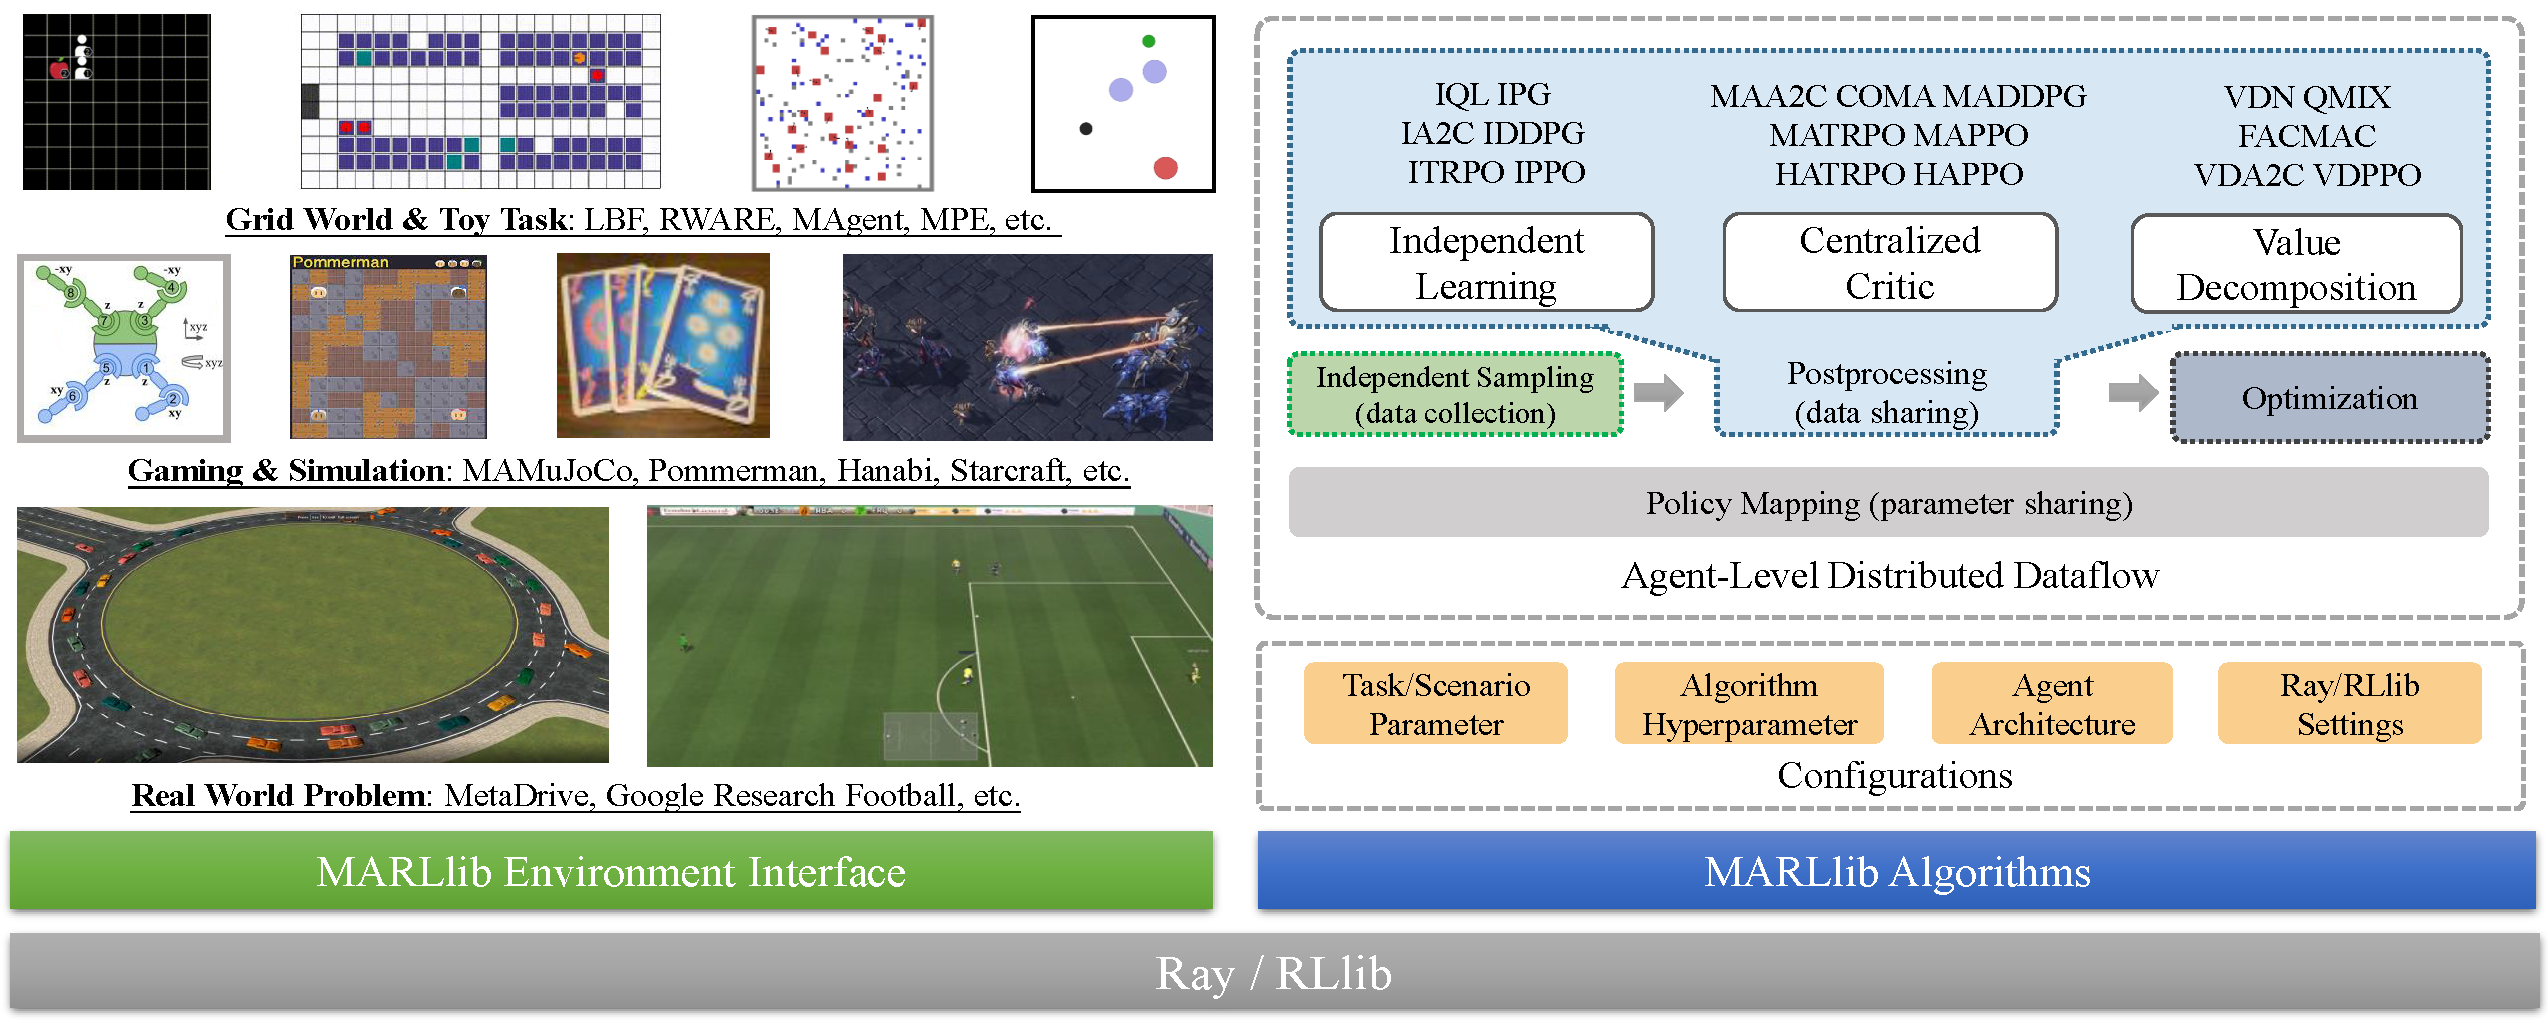 Grid World & Toy Task: LBF, RWARE, MAgent, MPE, etc.
-xy
-xy
8
4
z
z
7
3
xyz
5
1
xyz
z
z
xy
6
2
xy
xy
Pommerman
Gaming & Simulation: MAMuJoCo, Pommerman, Hanabi, Starcraft, etc.
Real World Problem: MetaDrive, Google Research Football, etc.
MARLlib Environment Interface
IQL IPG
IA2C IDDPG
ITRPO IPPO
Independent
Learning
MAA2C COMA MADDPG
MATRPO MAPPO
HATRPO HAPPO
Centralized
Critic
VDN QMIX
FACMAC
VDA2C VDPPO
Value
Decomposition
Independent Sampling
(data collection)
Postprocessing
(data sharing)
Optimization
Policy Mapping (parameter sharing)
Agent-Level Distributed Dataflow
Task/Scenario
Parameter
Algorithm
Hyperparameter
Agent
Architecture
Ray/RLlib
Settings
Configurations
MARLlib Algorithms
Ray / RLlib